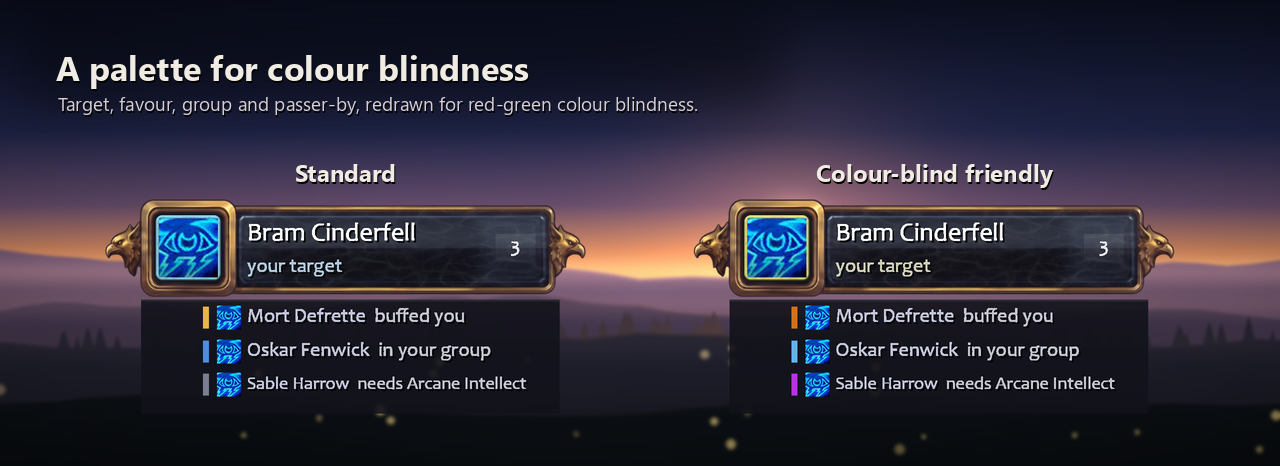 A palette for colour blindness
Target, favour, group and passer-by, redrawn for red-green colour blindness.
Standard
Bram Cinderfell
3
your target
Mort Defrette buffed you
Oskar Fenwick in your group
Sable Harrow needs Arcane Intellect
Colour-blind friendly
Bram Cinderfell
3
your target
Mort Defrette buffed you
Oskar Fenwick in your group
Sable Harrow needs Arcane Intellect